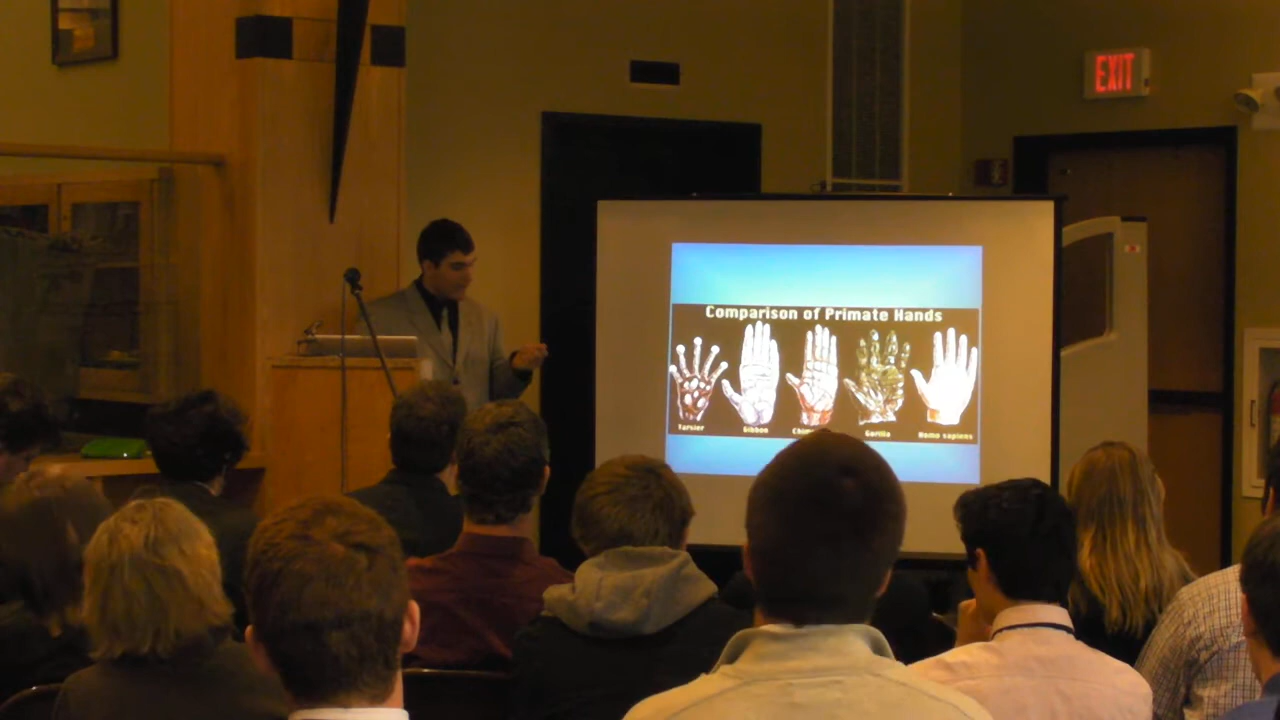 EXIT
Comparison of Primate Hands
Tarsier
Gibbon
Gorilla
Homo sapiens